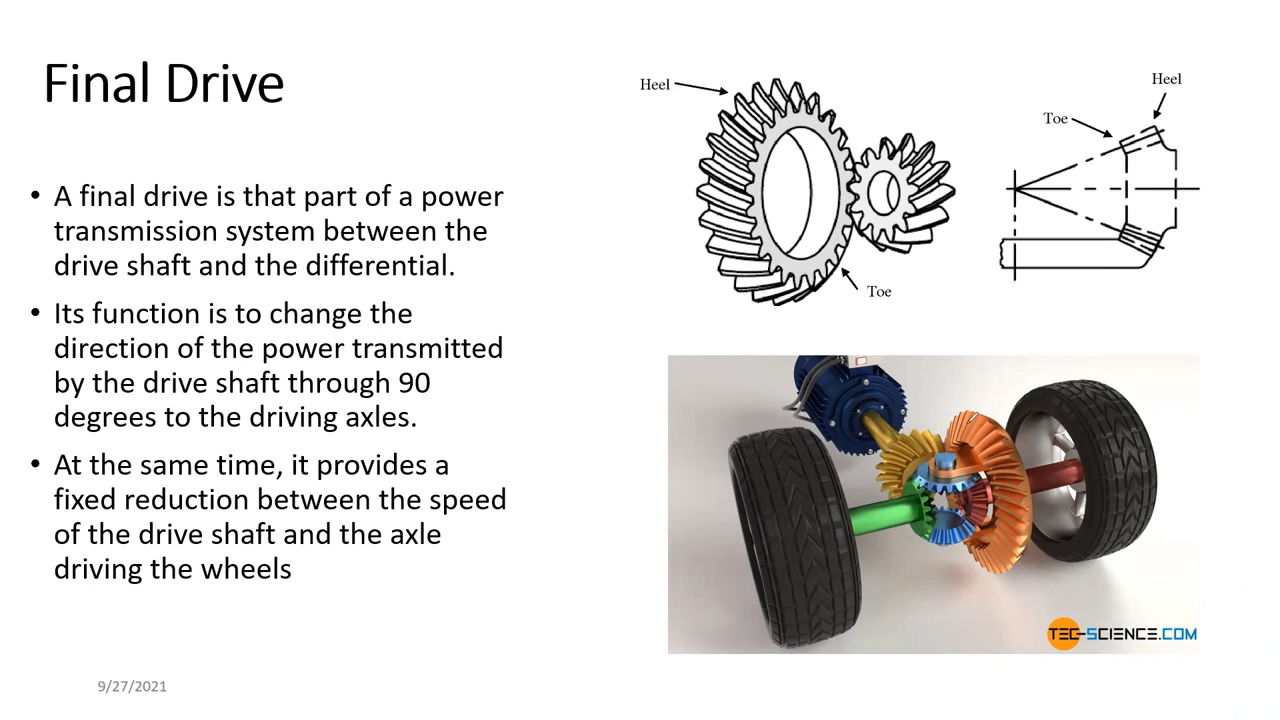 Final Drive
• A final drive is that part of a power
transmission system between the
drive shaft and the differential.
• Its function is to change the
direction of the power transmitted
by the drive shaft through 90
degrees to the driving axles.
• At the same time, it provides a
fixed reduction between the speed
of the drive shaft and the axle
driving the wheels
Heel
Toe
Heel
Toe
TEC-SCIENCE.COM
9/27/2021